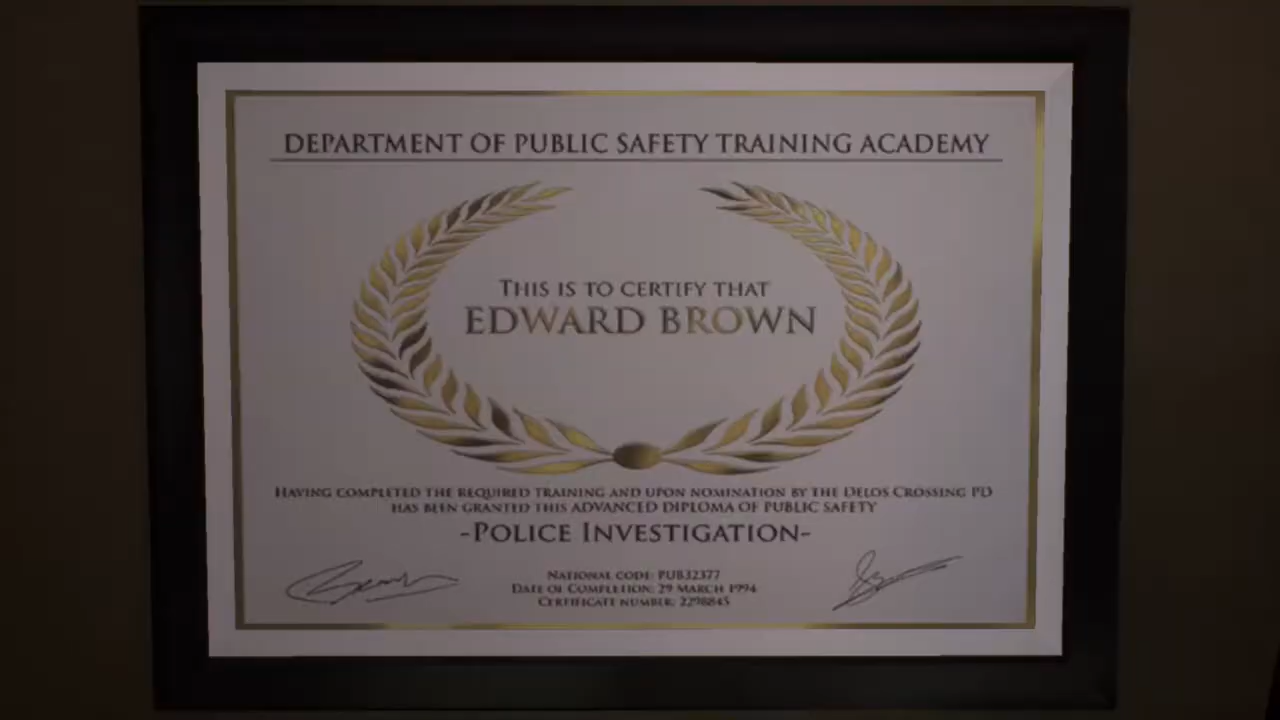 DEPARTMENT OF PUBLIC SAFETY TRAINING ACADEMY
THIS IS TO CERTIFY THAT
EDWARD BROWN
HAVING COMPLETED THE REQUIRED TRAINING AND UPON NOMINATION BY THE DELOS CROSSING PD
HAS BEEN GRANTED THIS ADVANCED DIPLOMA OF PUBLIC SAFETY
-POLICE INVESTIGATION-
NATIONAL CODE: PUB32377
DATE OF COMPLETION: 29 MARCH 1994
CERTIFICATE NUMBER: 2298845